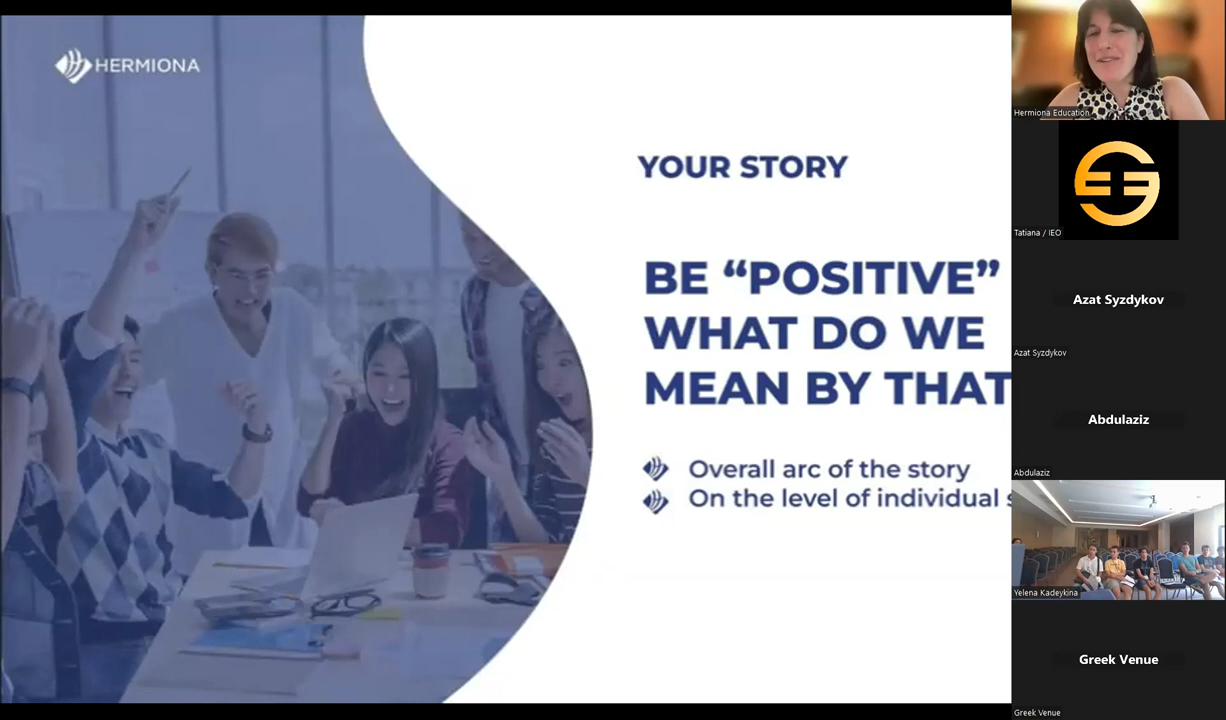 HERMIONA
YOUR STORY
BE “POSITIVE”
WHAT DO WE
MEAN BY THAT
Overall arc of the story
On the level of individual
Hermiona Education
Tatiana / IEO
Azat Syzdykov
Azat Syzdykov
Abdulaziz
Abdulaziz
Yelena Kadeykina
Greek Venue
Greek Venue